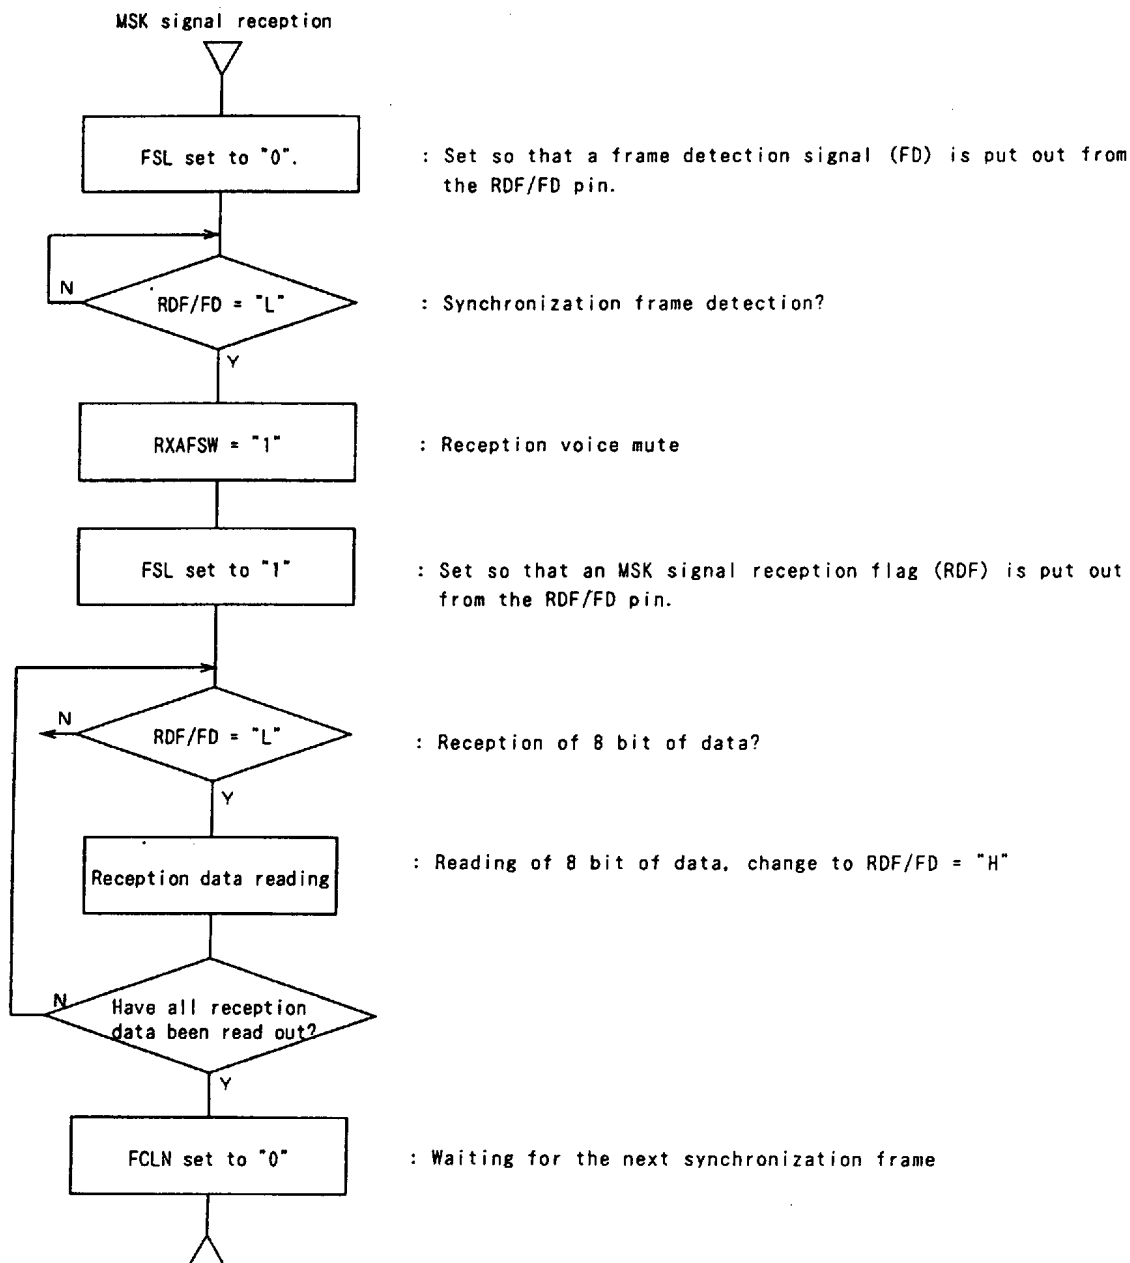 MSK signal reception
FSL set to "0".
: Set so that a frame detection signal (FD) is put out from
the RDF/FD pin.
N
RDF/FD = "L"
: Synchronization frame detection?
Y
RXAFSW = "1"
: Reception voice mute
FSL set to "1"
: Set so that an MSK signal reception flag (RDF) is put out
from the RDF/FD pin.
N
RDF/FD = "L"
: Reception of 8 bit of data?
Y
Reception data reading
: Reading of 8 bit of data, change to RDF/FD = "H"
N
Have all reception
data been read out?
Y
FCLN set to "0"
: Waiting for the next synchronization frame